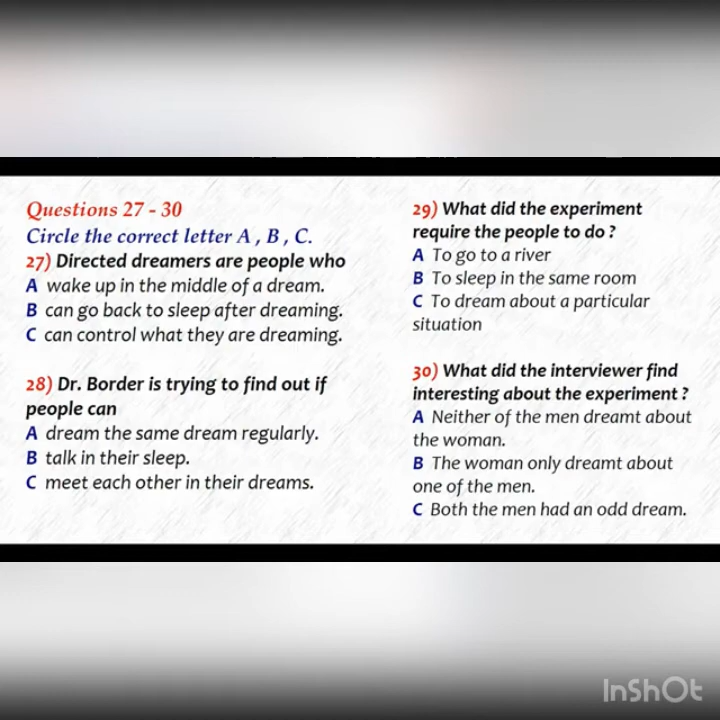 Questions 27 - 30
Circle the correct letter A , B , C.
27) Directed dreamers are people who
A wake up in the middle of a dream.
B can go back to sleep after dreaming.
C can control what they are dreaming.
28) Dr. Border is trying to find out if
people can
A dream the same dream regularly.
B talk in their sleep.
C meet each other in their dreams.
29) What did the experiment
require the people to do ?
A To go to a river
B To sleep in the same room
C To dream about a particular
situation
30) What did the interviewer find
interesting about the experiment ?
A Neither of the men dreamt about
the woman.
B The woman only dreamt about
one of the men.
C Both the men had an odd dream.
InShOt